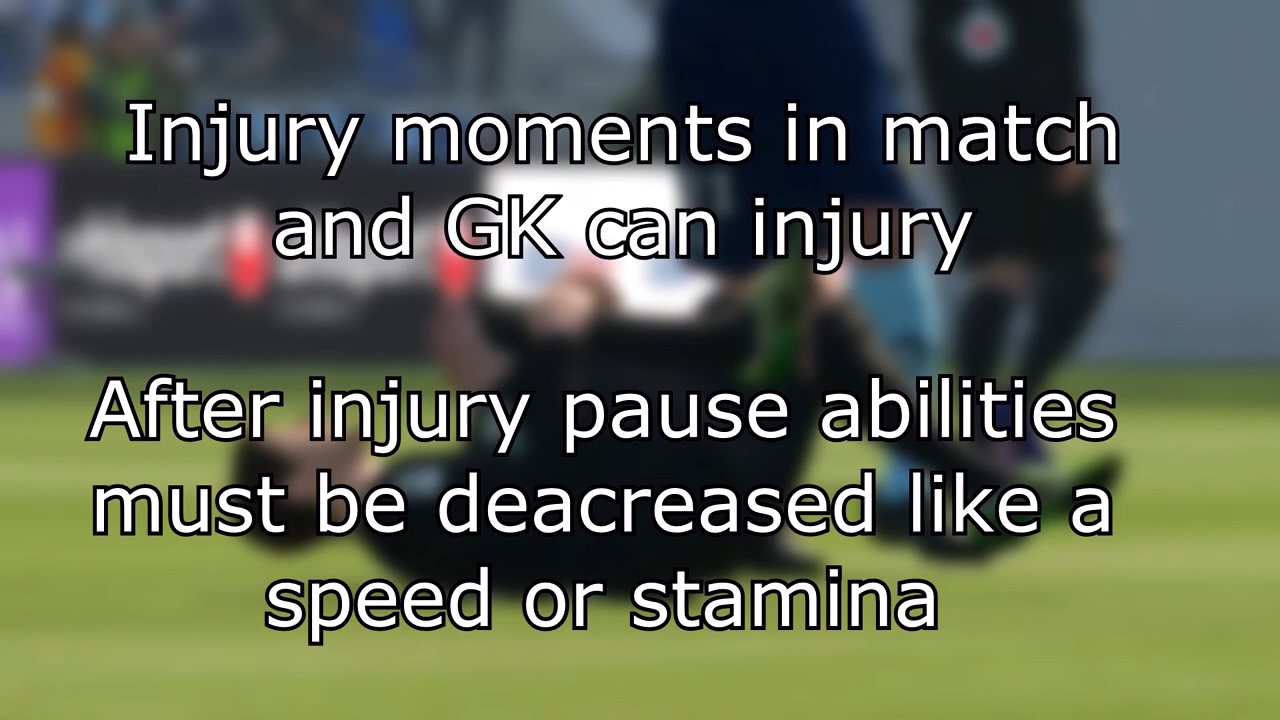 Injury moments in match
and GK can injury
After injury pause abilities
must be deacreased like a
speed or stamina